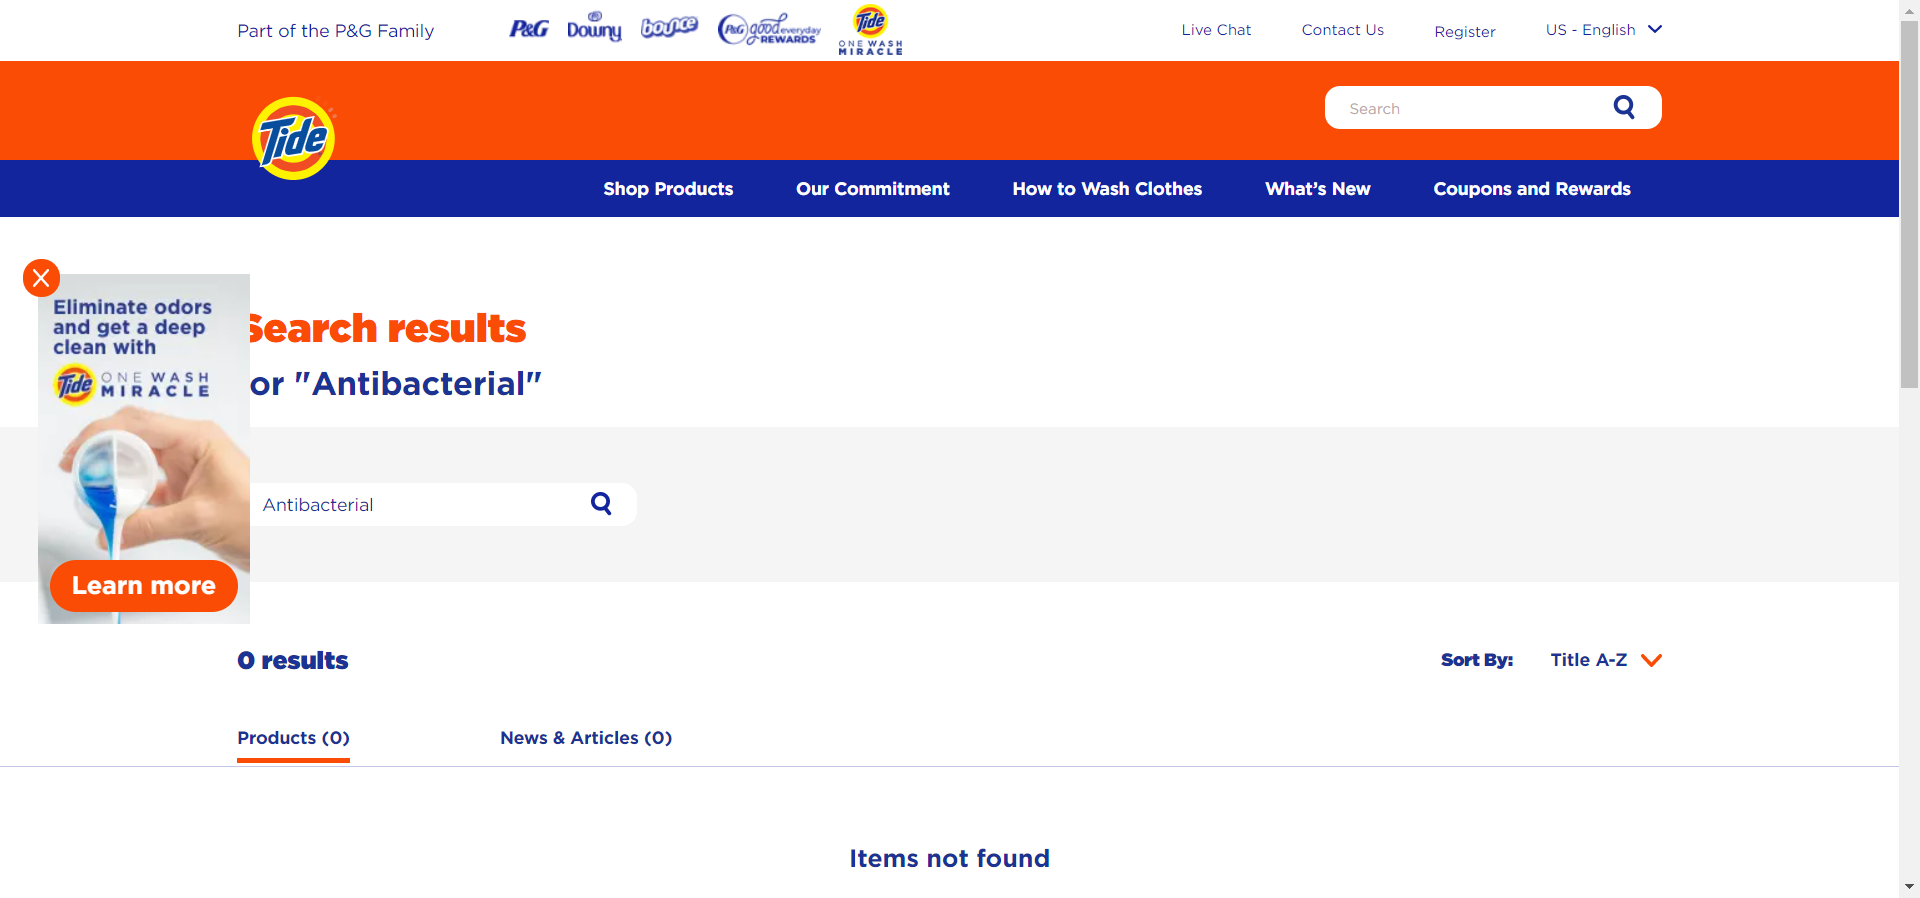 Part of the P&G Family
P&G
Downy
bounce
P&G good everyday
REWARDS
Tide
ONE WASH
MIRACLE
Live Chat
Contact Us
Register
US - English
Tide
Search
Shop Products
Our Commitment
How to Wash Clothes
What's New
Coupons and Rewards
Eliminate odors
and get a deep
clean with
Tide ONE WASH
MIRACLE
Learn more
Search results
or "Antibacterial"
Antibacterial
0 results
Sort By:
Title A-Z
Products (0)
News & Articles (0)
Items not found